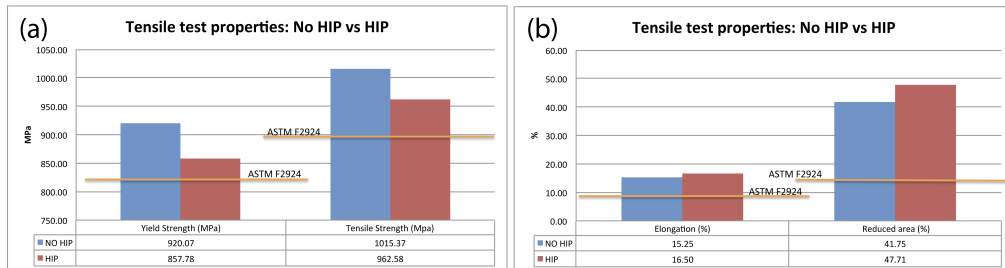 (a)
Tensile test properties: No HIP vs HIP
1050.00
1000.00
950.00
900.00
850.00
800.00
750.00
MPa
ASTM F2924
ASTM F2924
Yield Strength (MPa) Tensile Strength (Mpa)
NO HIP 920.07 1015.37
HIP 857.78 962.58
(b)
Tensile test properties: No HIP vs HIP
60.00
50.00
40.00
30.00
20.00
10.00
0.00
%
ASTM F2924
ASTM F2924
Elongation (%) Reduced area (%)
NO HIP 15.25 41.75
HIP 16.50 47.71